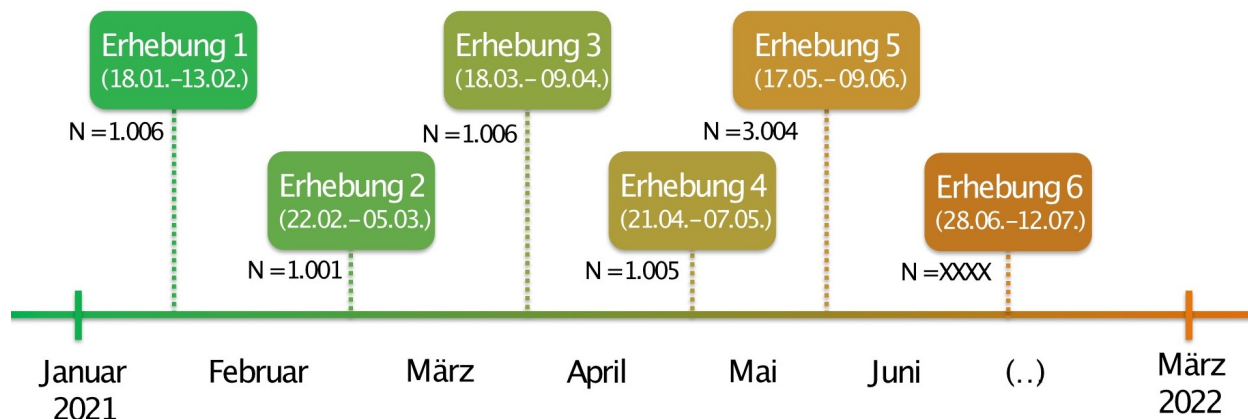 Erhebung 1
(18.01.–13.02.)
N = 1.006
Erhebung 2
(22.02.–05.03.)
N = 1.001
Erhebung 3
(18.03.–09.04.)
N = 1.006
Erhebung 4
(21.04.–07.05.)
N = 1.005
Erhebung 5
(17.05.–09.06.)
N = 3.004
Erhebung 6
(28.06.–12.07.)
N =XXXX
Januar
2021
Februar
März
April
Mai
Juni
(..)
März
2022